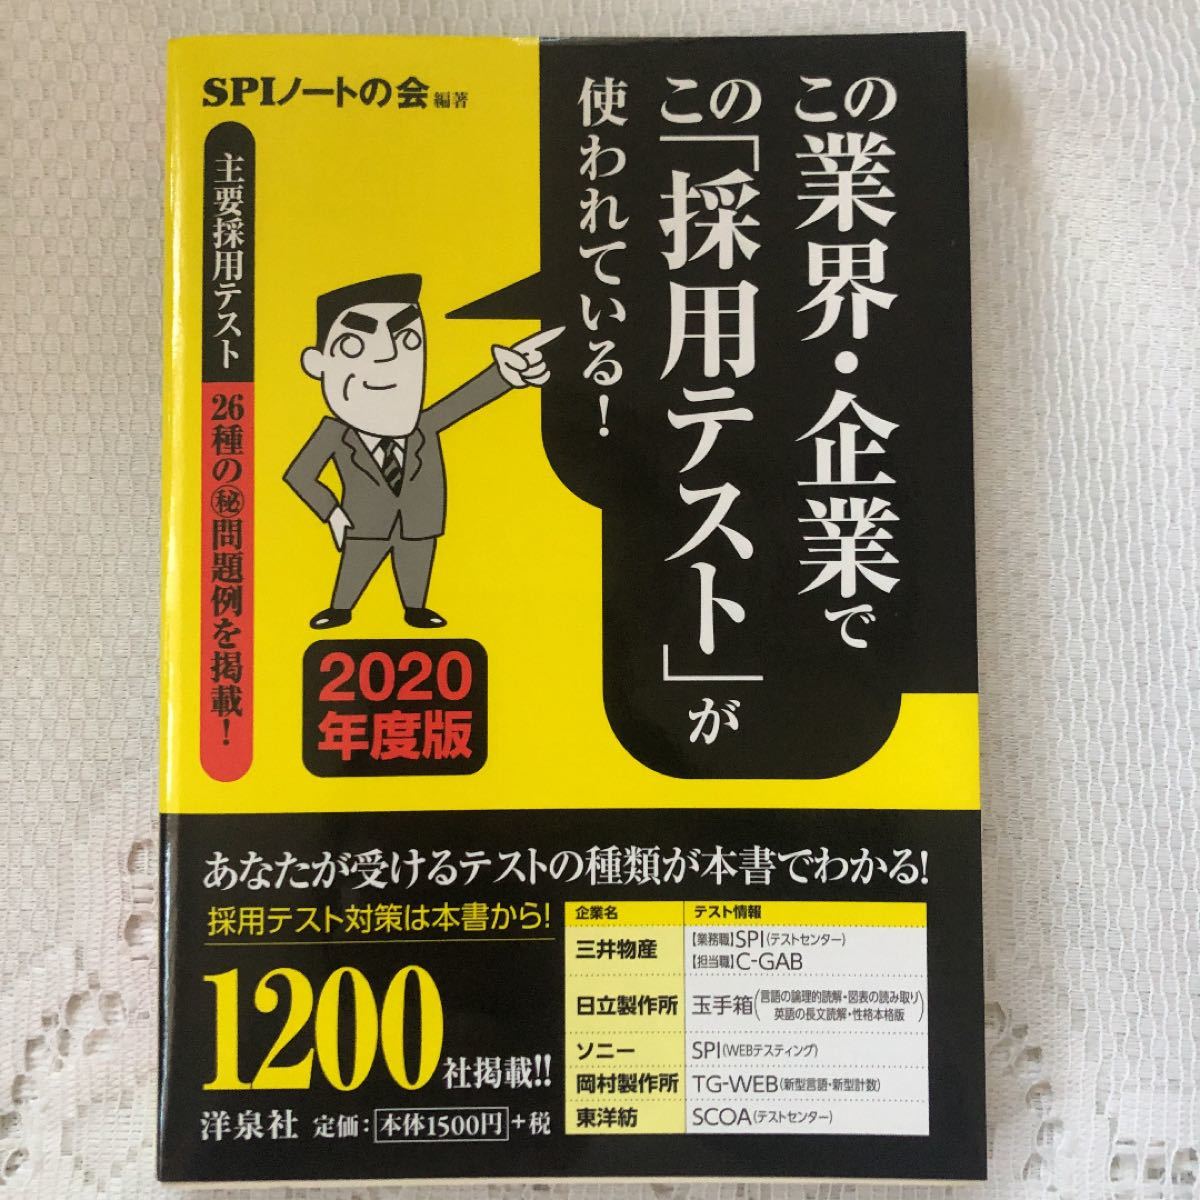 この業界・企業で
この「採用テスト」が
使われている!
SPIノートの会 編著
主要採用テスト 26種の㊙問題例を掲載!
2020
年度版
あなたが受けるテストの種類が本書でわかる!
採用テスト対策は本書から!
1200社掲載!!
洋泉社 定価:本体1500円+税
企業名 テスト情報
三井物産 【業務職】SPI(テストセンター)
【担当職】C-GAB
日立製作所 玉手箱(言語の論理的読解・図表の読み取り
英語の長文読解・性格本格版)
ソニー SPI(WEBテスティング)
岡村製作所 TG-WEB(新型言語・新型計数)
東洋紡 SCOA(テストセンター)